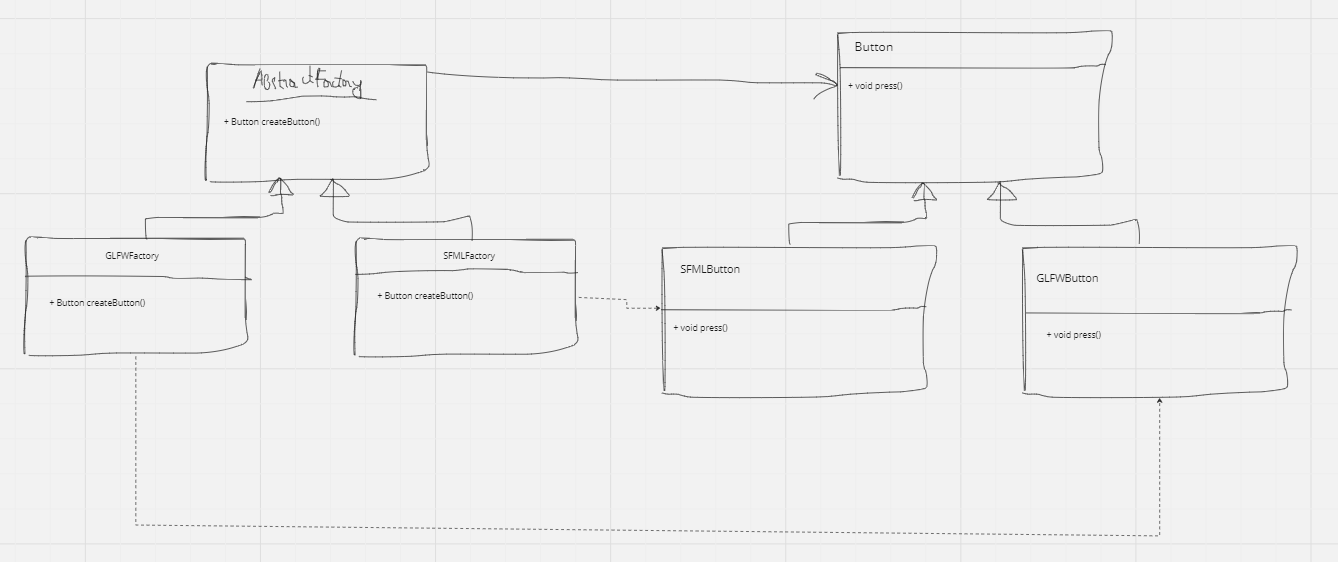 AbstractFactory
+ Button createButton()
Button
+ void press()
GLFWFactory
+ Button createButton()
SFMLFactory
+ Button createButton()
SFMLButton
+ void press()
GLFWButton
+ void press()